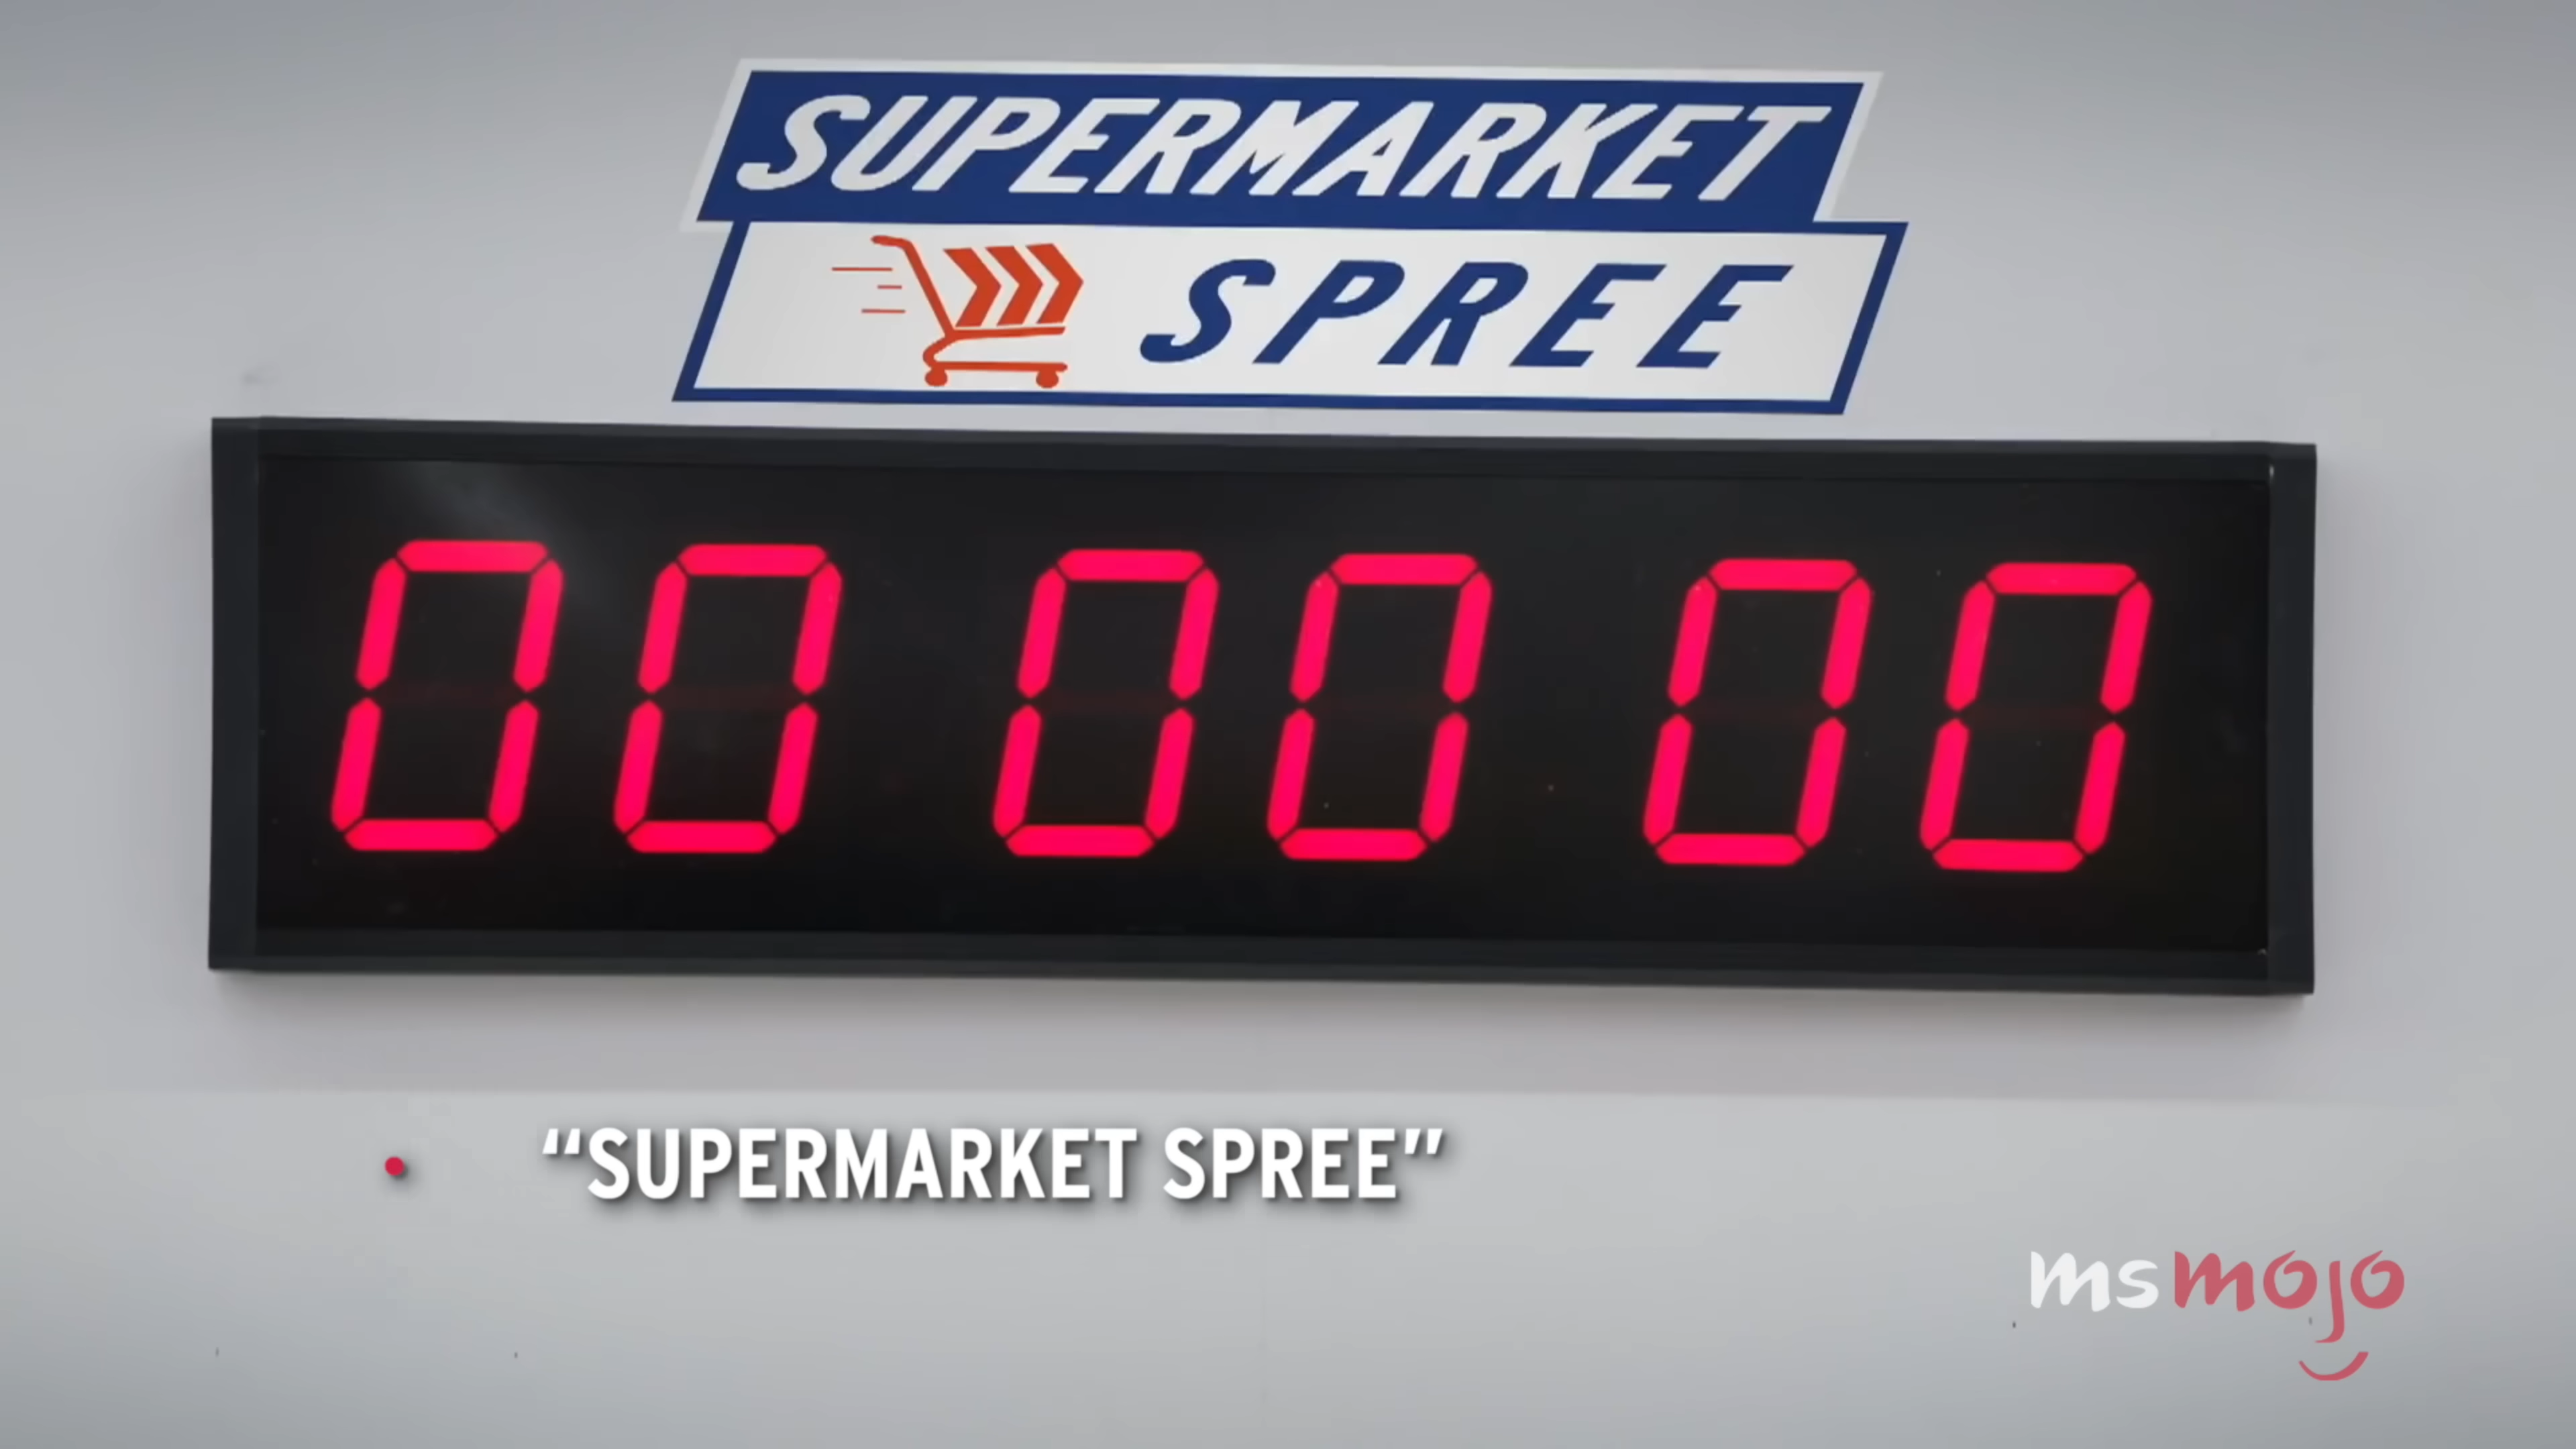 SUPERMARKET
SPREE
00 00 00
“SUPERMARKET SPREE”
msmojo